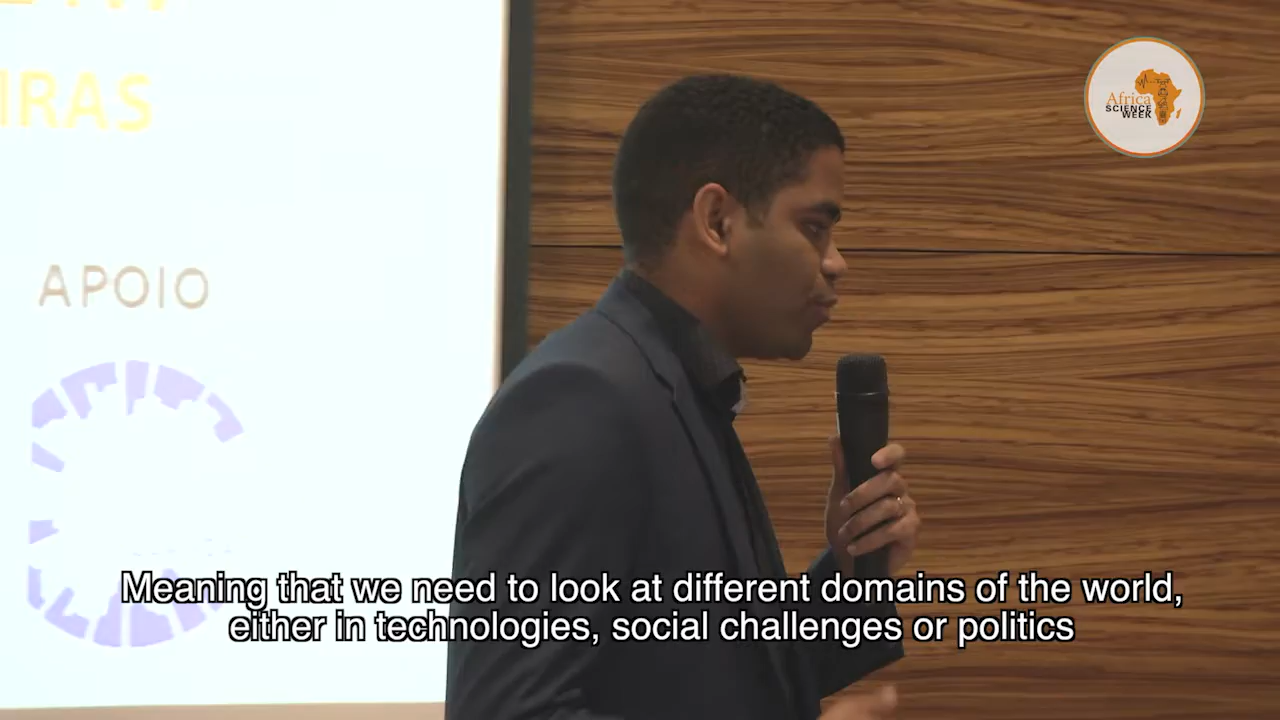 IRAS
APOIO
Africa
SCIENCE
WEEK
Meaning that we need to look at different domains of the world,
either in technologies, social challenges or politics